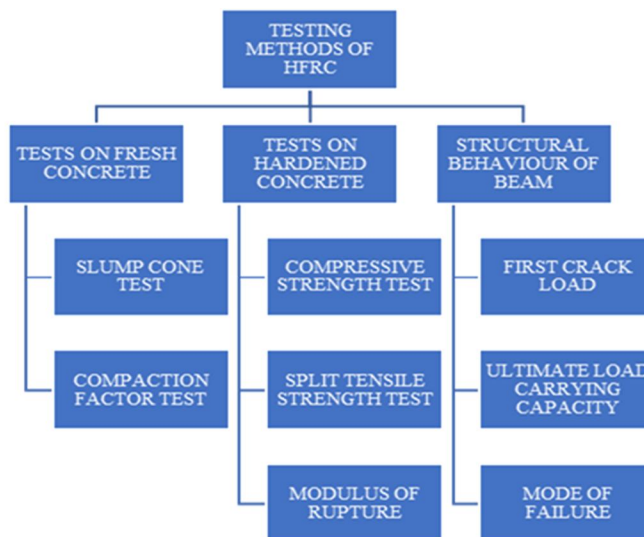 TESTING
METHODS OF
HFRC
TESTS ON FRESH
CONCRETE
TESTS ON
HARDENED
CONCRETE
STRUCTURAL
BEHAVIOUR OF
BEAM
SLUMP CONE
TEST
COMPRESSIVE
STRENGTH TEST
FIRST CRACK
LOAD
COMPACTION
FACTOR TEST
SPLIT TENSILE
STRENGTH TEST
ULTIMATE LOAD
CARRYING
CAPACITY
MODULUS OF
RUPTURE
MODE OF
FAILURE